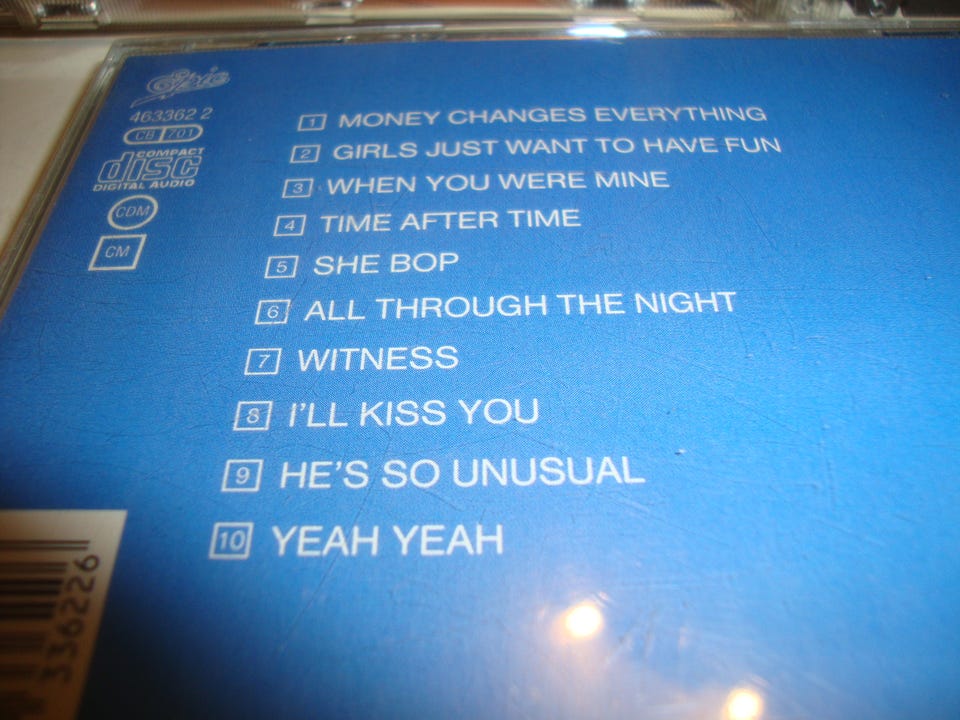 Epic
463362 2
CB 701
COMPACT
disc
DIGITAL AUDIO
CDM
CM
1 MONEY CHANGES EVERYTHING
2 GIRLS JUST WANT TO HAVE FUN
3 WHEN YOU WERE MINE
4 TIME AFTER TIME
5 SHE BOP
6 ALL THROUGH THE NIGHT
7 WITNESS
8 I'LL KISS YOU
9 HE'S SO UNUSUAL
10 YEAH YEAH
336226